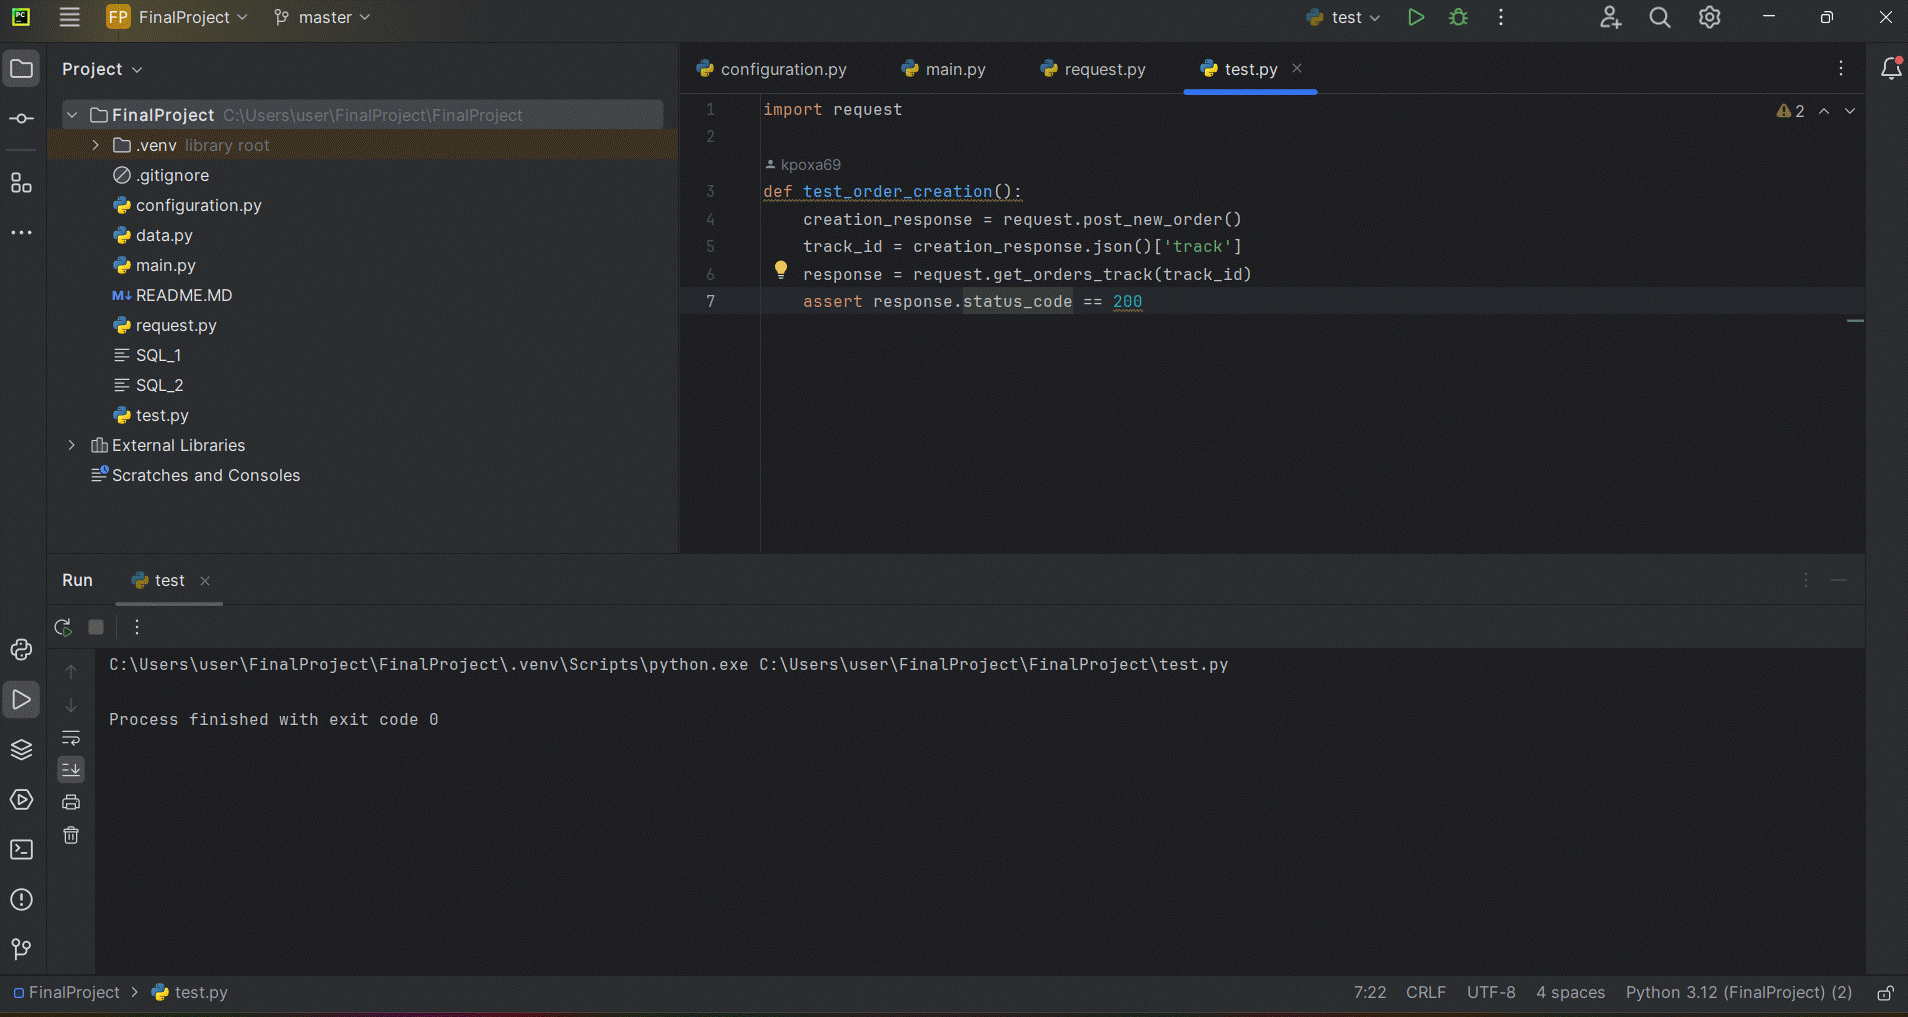 PC
FP FinalProject master test
Project
configuration.py main.py request.py test.py
FinalProject C:\Users\user\FinalProject\FinalProject
.venv library root
.gitignore
configuration.py
data.py
main.py
M↓ README.MD
request.py
SQL_1
SQL_2
test.py
External Libraries
Scratches and Consoles
1 import request
2
2
kpoxa69
3 def test_order_creation():
4 creation_response = request.post_new_order()
5 track_id = creation_response.json()['track']
6 response = request.get_orders_track(track_id)
7 assert response.status_code == 200
Run test
C:\Users\user\FinalProject\FinalProject\.venv\Scripts\python.exe C:\Users\user\FinalProject\FinalProject\test.py
Process finished with exit code 0
FinalProject > test.py
7:22 CRLF UTF-8 4 spaces Python 3.12 (FinalProject) (2)